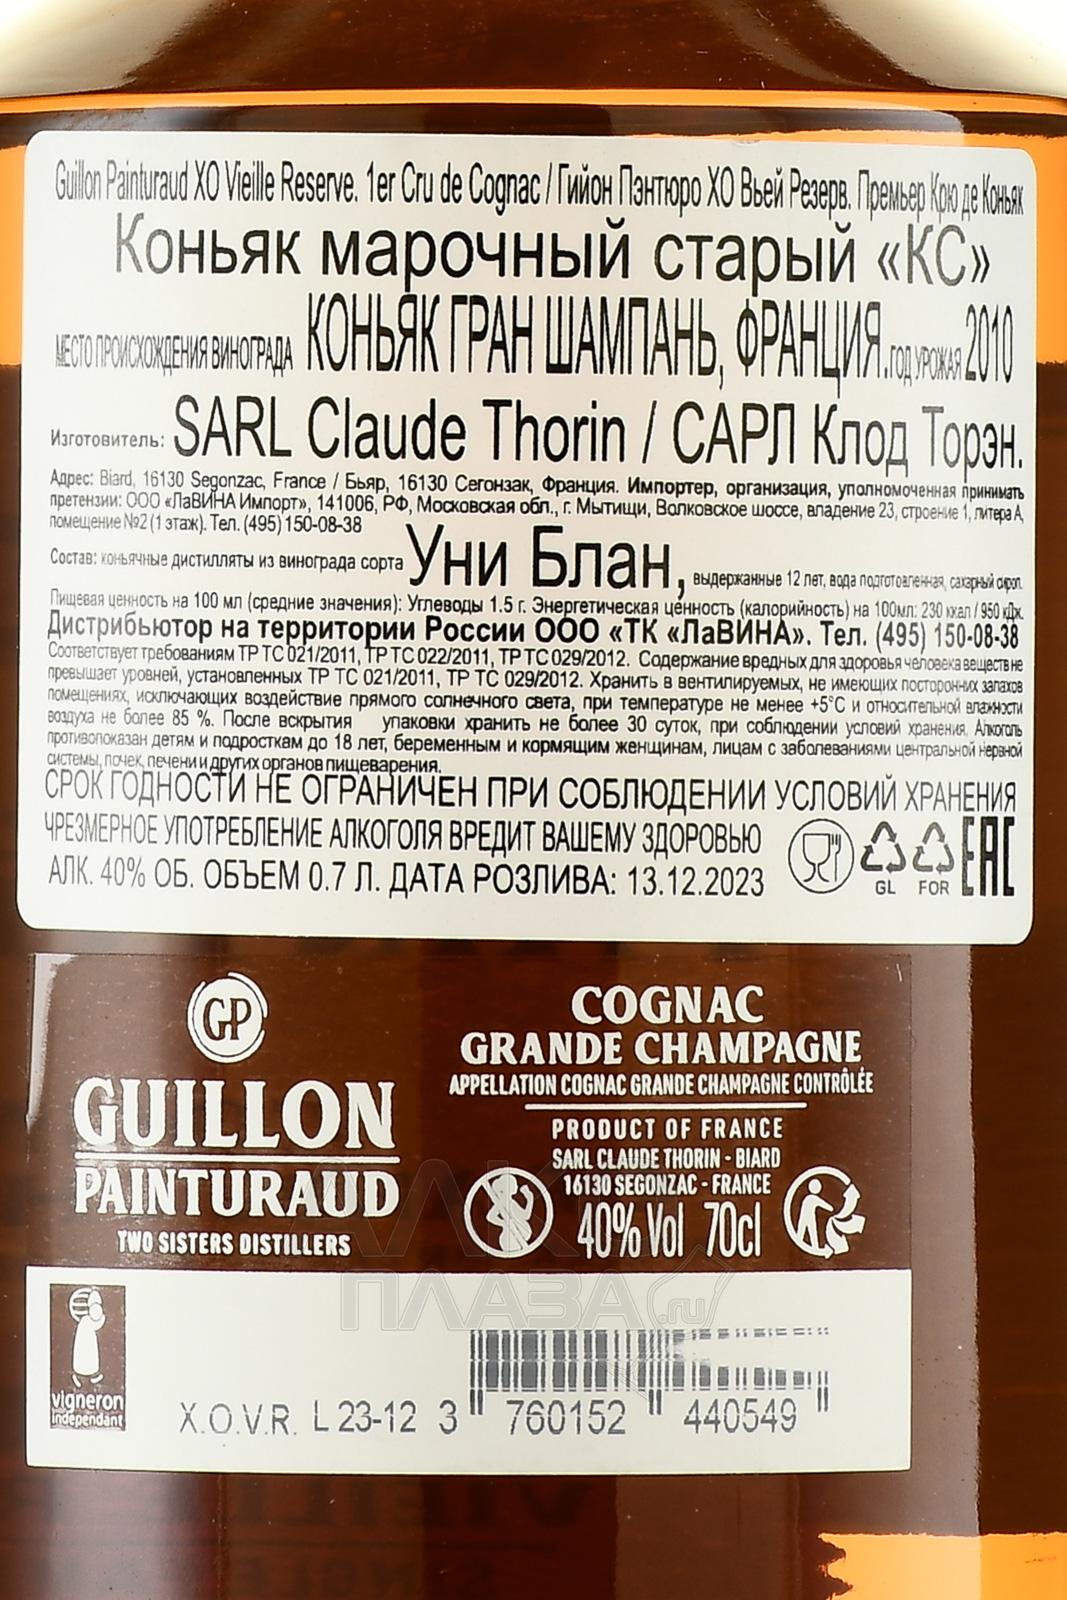 Guillon Painturaud XO Vieille Reserve. 1er Cru de Cognac / Гийон Пэнтюро ХО Вьей Резерв. Премьер Крю де Коньяк
Коньяк марочный старый «КС»
МЕСТО ПРОИСХОЖДЕНИЯ ВИНОГРАДА КОНЬЯК ГРАН ШАМПАНЬ, ФРАНЦИЯ. ГОД УРОЖАЯ 2010
Изготовитель: SARL Claude Thorin / САРЛ Клод Торэн.
Адрес: Biard, 16130 Segonzac, France / Бьяр, 16130 Сегонзак, Франция. Импортер, организация, уполномоченная принимать
претензии: ООО «ЛаВИНА Импорт», 141006, РФ, Московская обл., г. Мытищи, Волковское шоссе, владение 23, строение 1, литера А,
помещение №2 (1 этаж). Тел. (495) 150-08-38
Состав: коньячные дистилляты из винограда сорта Уни Блан, выдержанные 12 лет, вода подготовленная, сахарный сироп.
Пищевая ценность на 100 мл (средние значения): Углеводы 1.5 г. Энергетическая ценность (калорийность) на 100мл: 230 ккал / 950 кДж.
Дистрибьютор на территории России ООО «ТК «ЛаВИНА». Тел. (495) 150-08-38
Соответствует требованиям ТР ТС 021/2011, ТР ТС 022/2011, ТР ТС 029/2012. Содержание вредных для здоровья человека веществ не
превышает уровней, установленных ТР ТС 021/2011, ТР ТС 029/2012. Хранить в вентилируемых, не имеющих посторонних запахов
помещениях, исключающих воздействие прямого солнечного света, при температуре не менее +5°С и относительной влажности
воздуха не более 85 %. После вскрытия упаковки хранить не более 30 суток, при соблюдении условий хранения. Алкоголь
противопоказан детям и подросткам до 18 лет, беременным и кормящим женщинам, лицам с заболеваниями центральной нервной
системы, почек, печени и других органов пищеварения.
СРОК ГОДНОСТИ НЕ ОГРАНИЧЕН ПРИ СОБЛЮДЕНИИ УСЛОВИЙ ХРАНЕНИЯ
ЧРЕЗМЕРНОЕ УПОТРЕБЛЕНИЕ АЛКОГОЛЯ ВРЕДИТ ВАШЕМУ ЗДОРОВЬЮ
АЛК. 40% ОБ. ОБЪЕМ 0.7 Л. ДАТА РОЗЛИВА: 13.12.2023
GL FOR EAC
GP
GUILLON
PAINTURAUD
TWO SISTERS DISTILLERS
COGNAC
GRANDE CHAMPAGNE
APPELLATION COGNAC GRANDE CHAMPAGNE CONTRÔLÉE
PRODUCT OF FRANCE
SARL CLAUDE THORIN - BIARD
16130 SEGONZAC - FRANCE
40% Vol 70cl
АЛКО
ПЛАЗА.ru
vigneron
indépendant
X.O.V.R. L 23-12 3 760152 440549